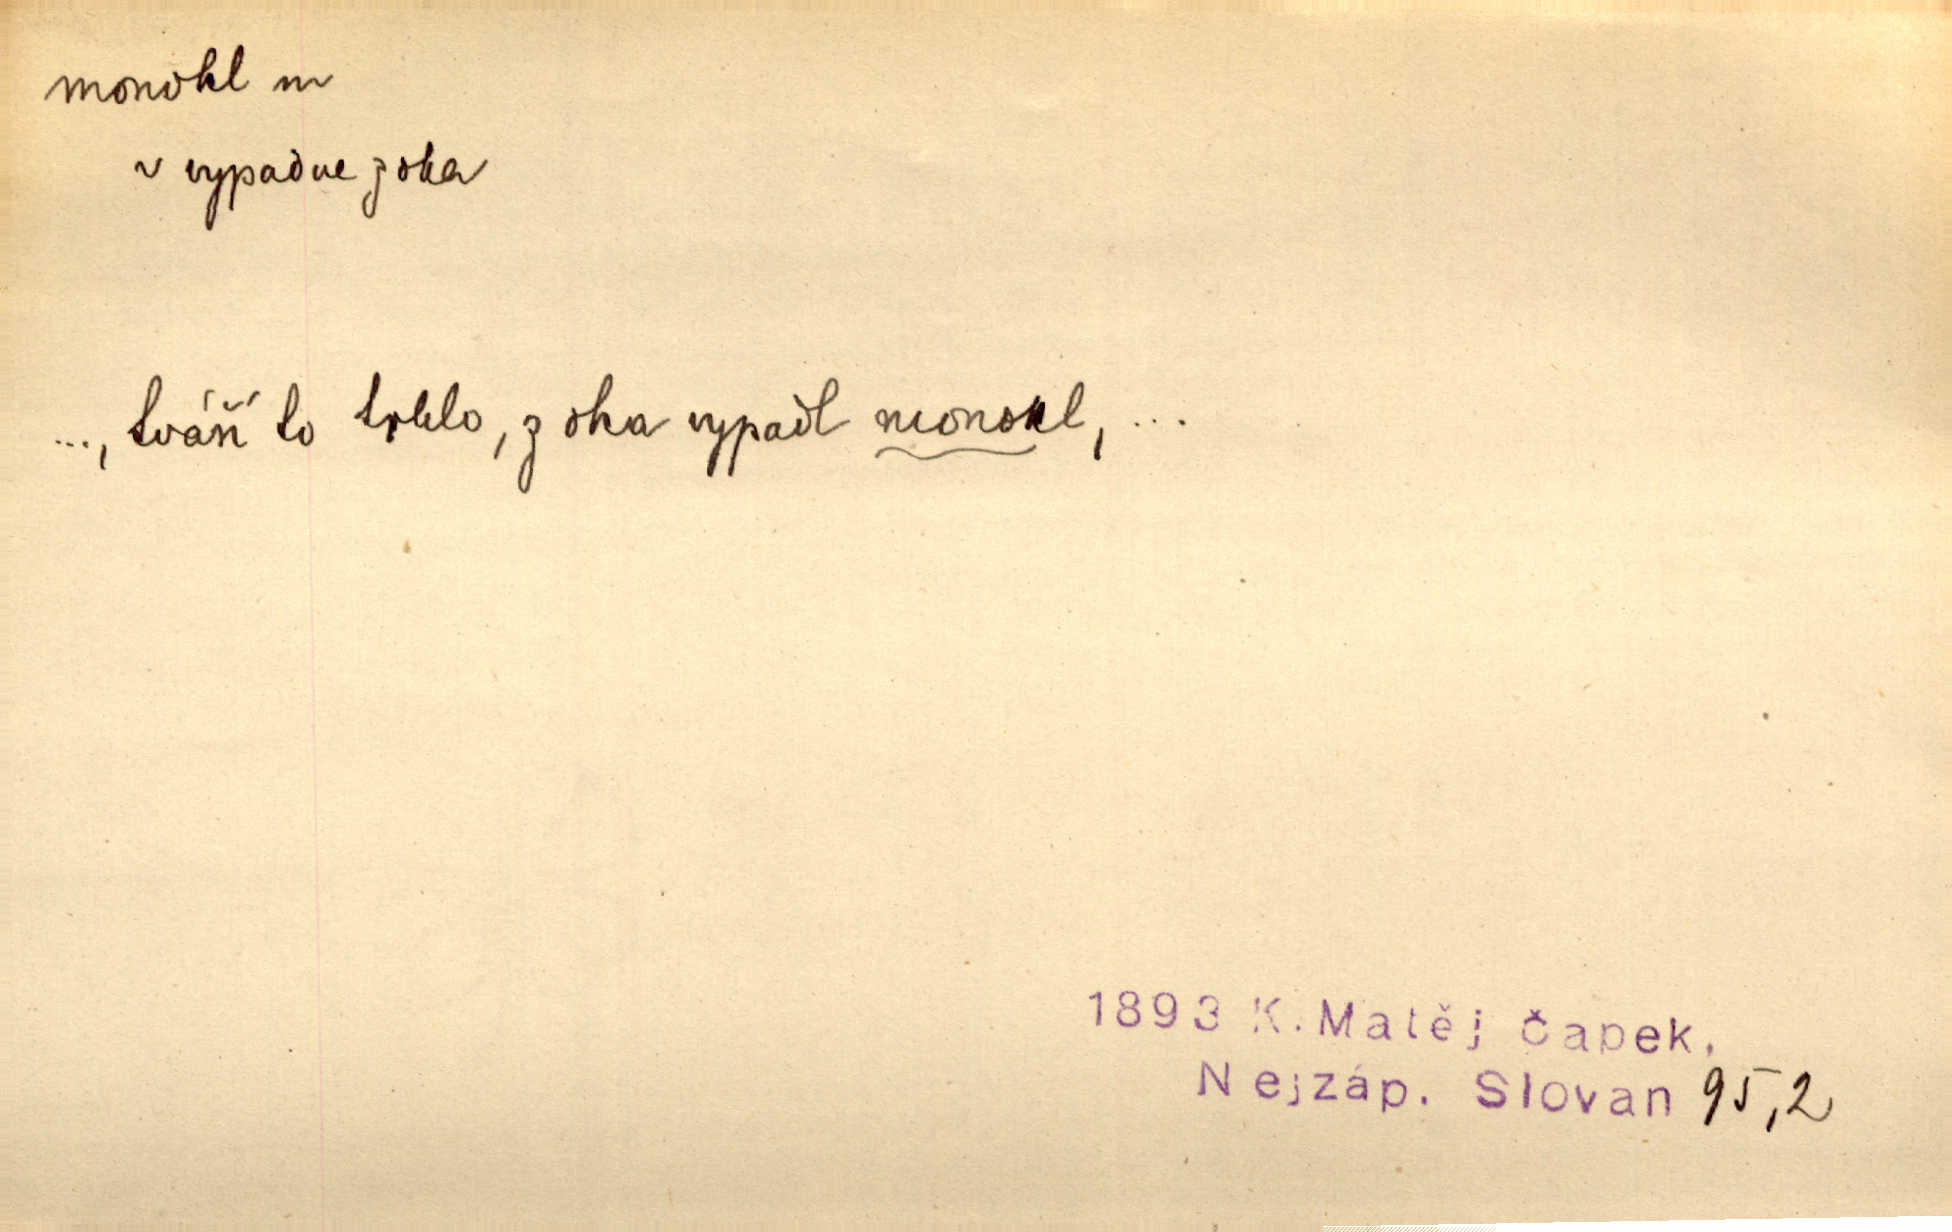 monokl m
v vypadne z oka
..., tváří to trhlo, z oka vypadl monokl, ...
1893 K. Matěj Čapek,
Nejzáp. Slovan 95,2